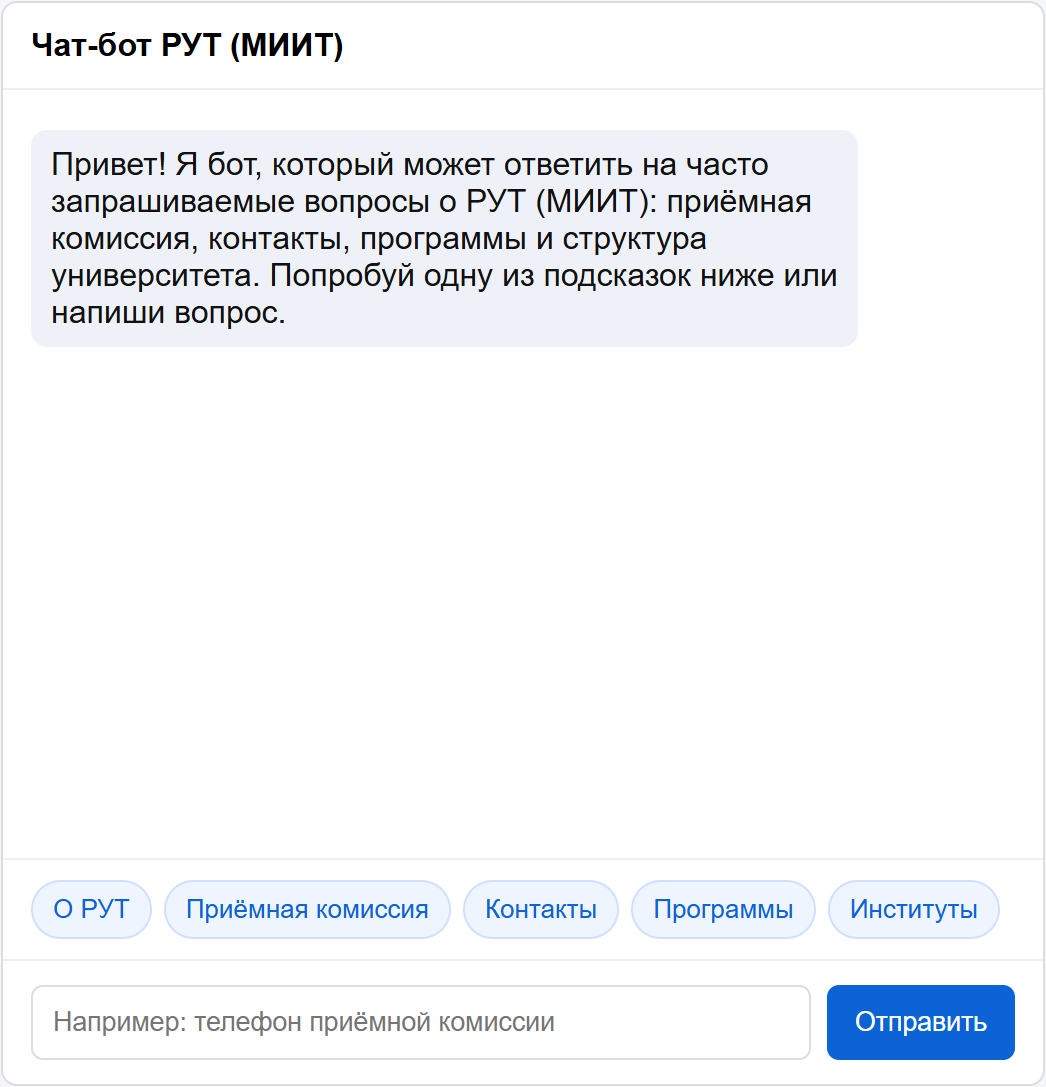 Чат-бот РУТ (МИИТ)
Привет! Я бот, который может ответить на часто
запрашиваемые вопросы о РУТ (МИИТ): приёмная
комиссия, контакты, программы и структура
университета. Попробуй одну из подсказок ниже или
напиши вопрос.
О РУТ
Приёмная комиссия
Контакты
Программы
Институты
Например: телефон приёмной комиссии
Отправить